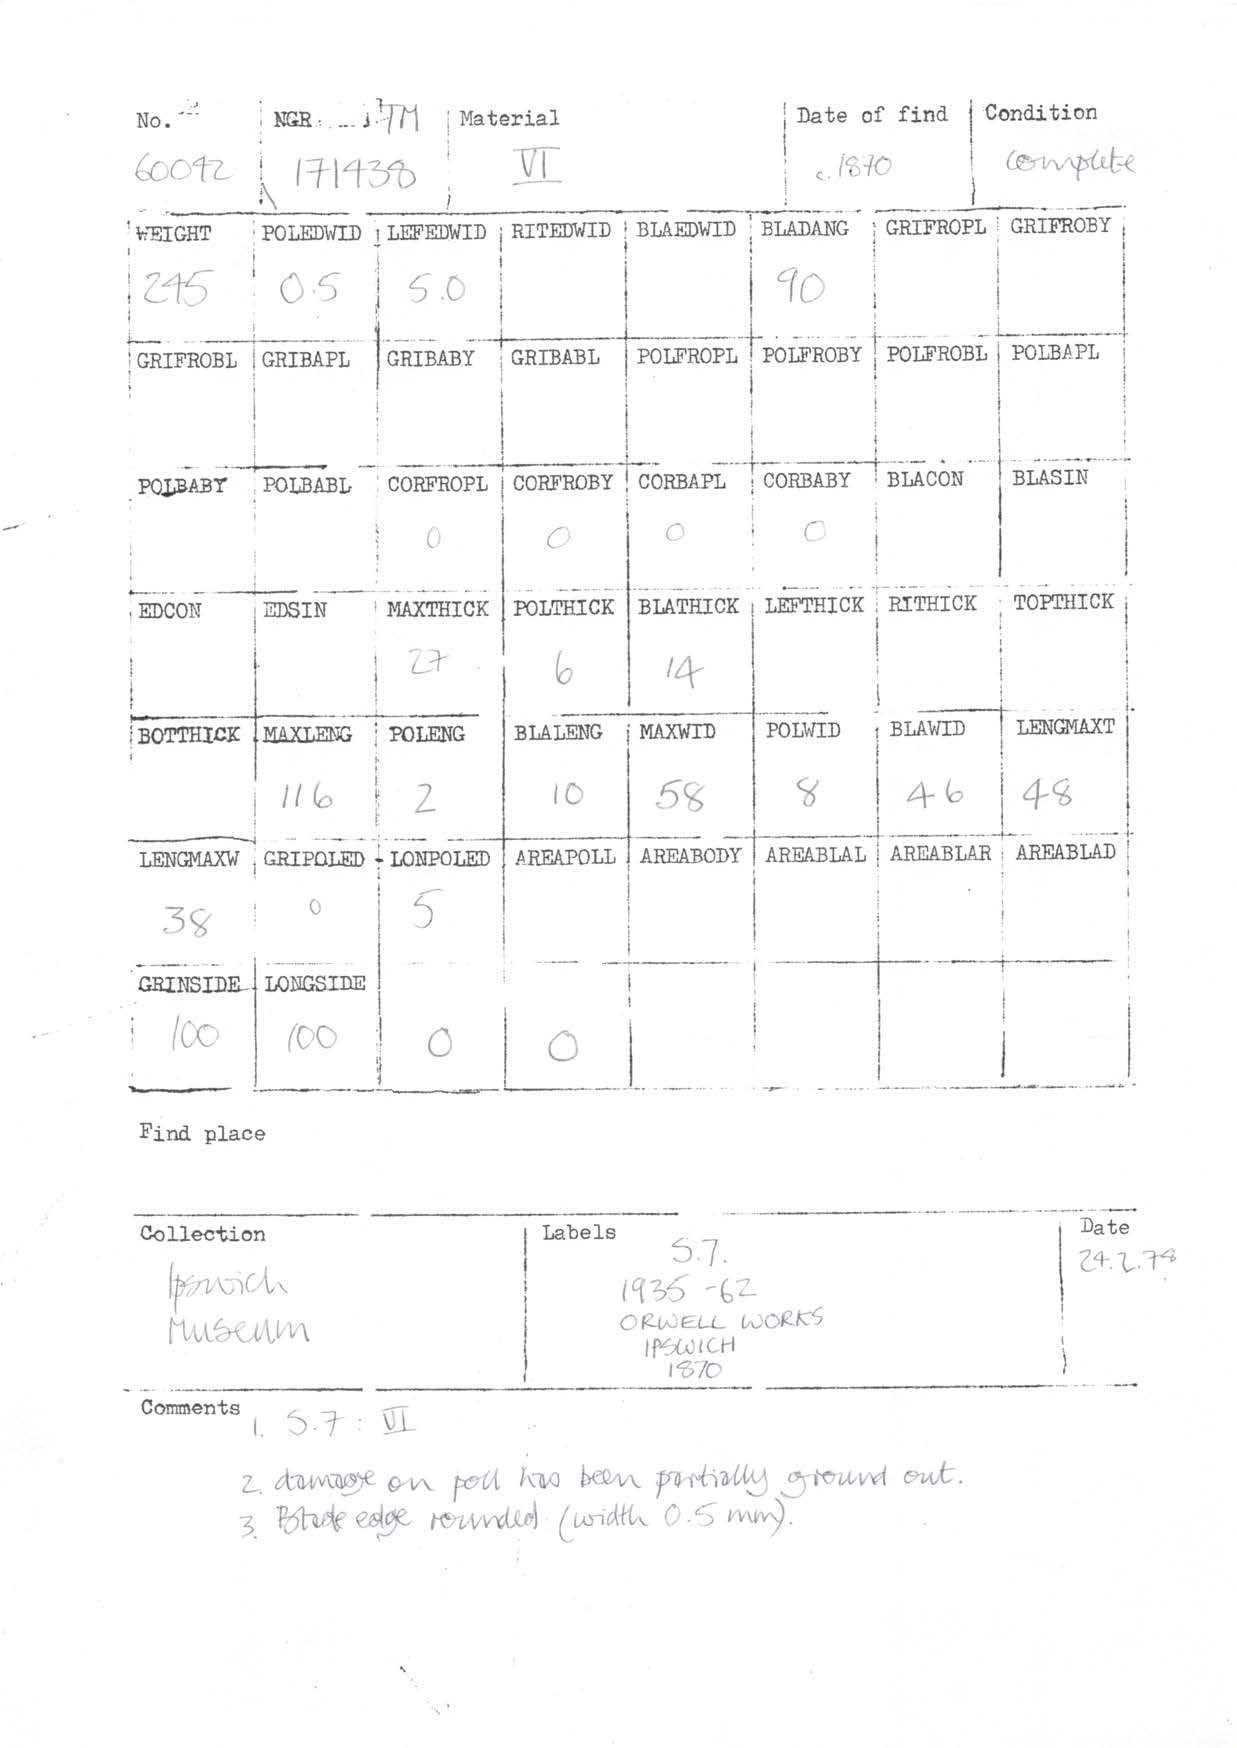 No. NGR TM Material Date of find Condition
60042 171438 VI c.1870 complete
WEIGHT POLEDWID LEFEDWID RITEDWID BLAEDWID BLADANG GRIFROPL GRIFROBY
245 0.5 5.0 90
GRIFROBL GRIBAPL GRIBABY GRIBABL POLFROPL POLFROBY POLFROBL POLBAPL
POLBABY POLBABL CORFROPL CORFROBY CORBAPL CORBABY BLACON BLASIN
0 0 0 0
EDCON EDSIN MAXTHICK POLTHICK BLATHICK LEFTHICK RITHICK TOPTHICK
27 6 14
BOTTHICK MAXLENG POLENG BLALENG MAXWID POLWID BLAWID LENGMAXT
116 2 10 58 8 46 48
LENGMAXW GRIPOLED LONPOLED AREAPOLL AREABODY AREABLAL AREABLAR AREABLAD
38 0 5
GRINSIDE LONGSIDE
100 100 0 0
Find place
Collection Labels Date
Ipswich
Museum
S.7.
1935-62
ORWELL WORKS
IPSWICH
1870
24.2.78
Comments
1. S.7: VI
2. damage on poll has been partially ground out.
3. Blade edge rounded (width 0.5 mm).